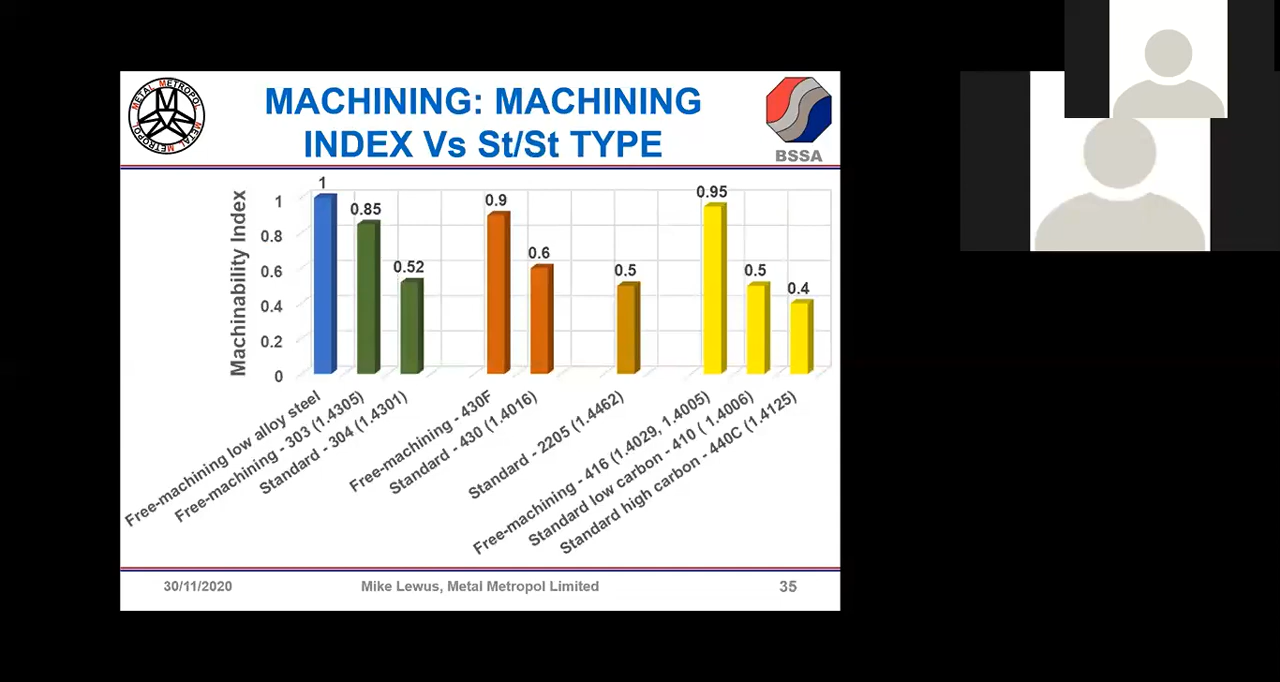 METAL METROPOL METAL METROPOL
MACHINING: MACHINING
INDEX Vs St/St TYPE
BSSA
Machinability Index
1
0.8
0.6
0.4
0.2
0
1
0.85
0.52
0.9
0.6
0.5
0.95
0.5
0.4
Free-machining low alloy steel
Free-machining - 303 (1.4305)
Standard - 304 (1.4301)
Free-machining - 430F
Standard - 430 (1.4016)
Standard - 2205 (1.4462)
Free-machining - 416 (1.4029, 1.4005)
Standard low carbon - 410 ( 1.4006)
Standard high carbon - 440C (1.4125)
30/11/2020
Mike Lewus, Metal Metropol Limited
35